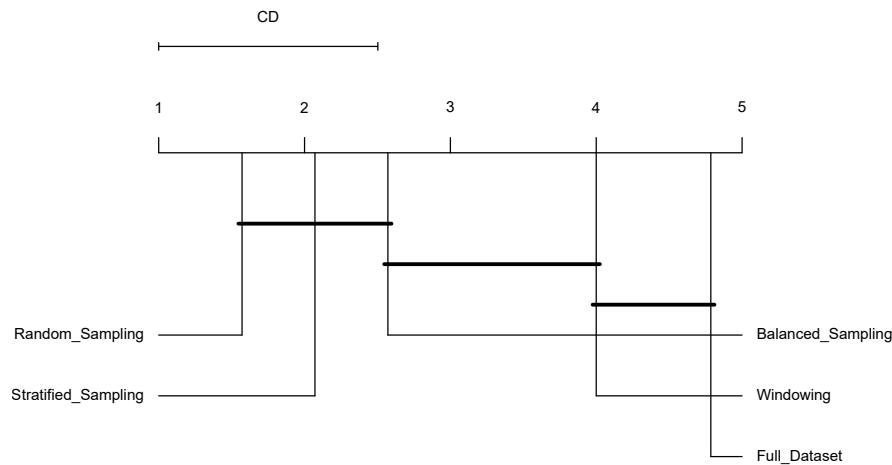 CD
1 2 3 4 5
Random_Sampling Balanced_Sampling
Stratified_Sampling Windowing
Full_Dataset